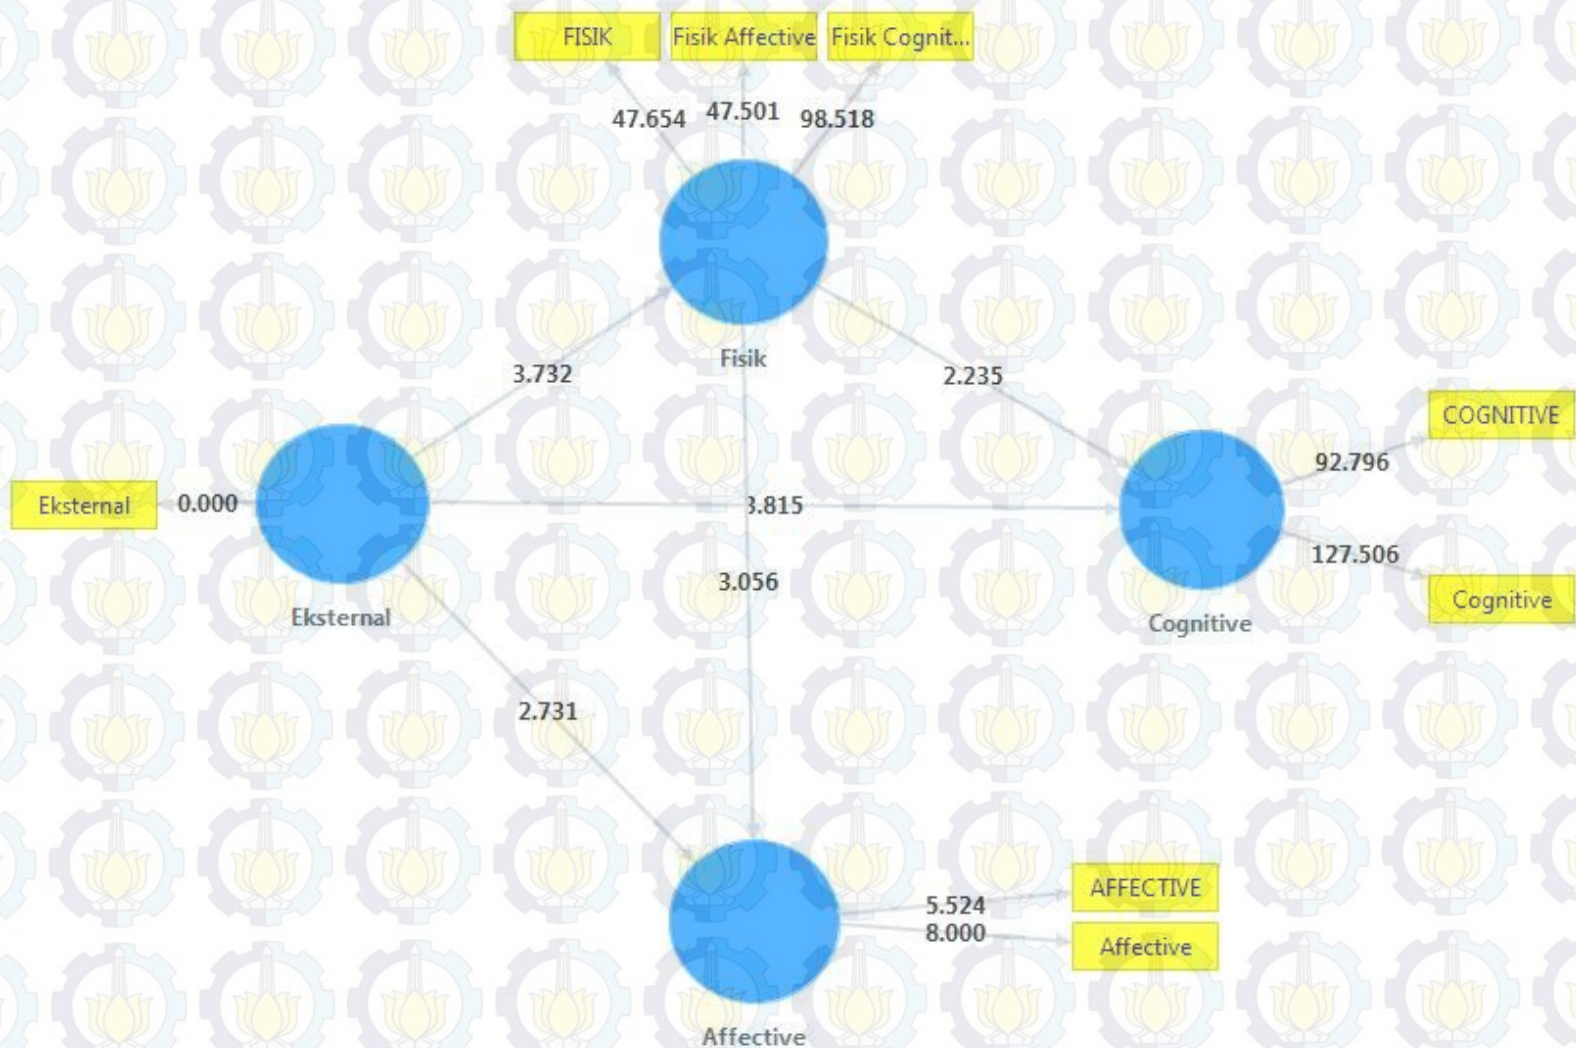 FISIK
Fisik Affective
Fisik Cognit...
47.654
47.501
98.518
Fisik
3.732
2.235
COGNITIVE
92.796
Eksternal
0.000
3.815
127.506
3.056
Cognitive
Eksternal
Cognitive
2.731
AFFECTIVE
5.524
8.000
Affective
Affective